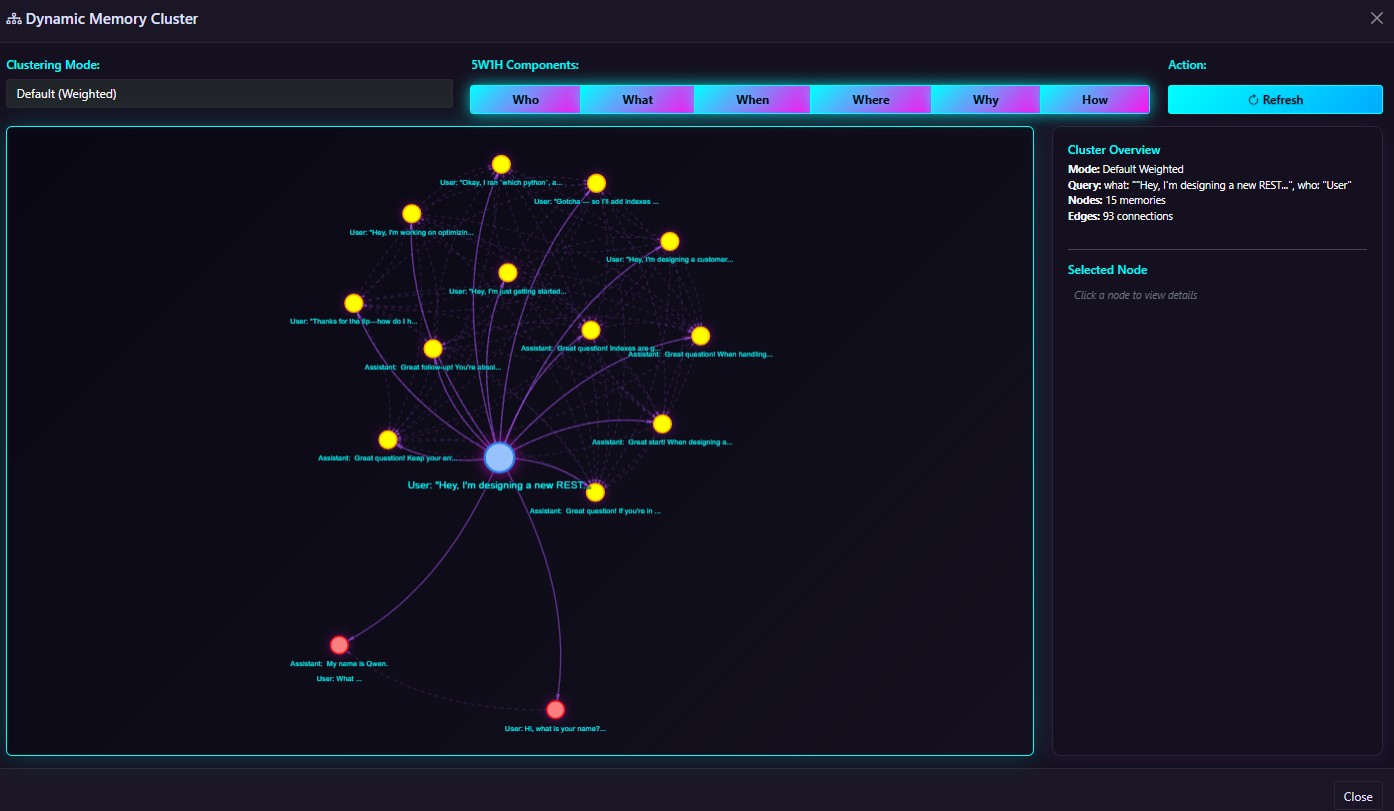 Dynamic Memory Cluster
Clustering Mode:
Default (Weighted)
5W1H Components:
Who
What
When
Where
Why
How
Action:
Refresh
User: "Okay, I ran `which python`, a...
User: "Gotcha — so I'll add indexes ...
User: "Hey, I'm working on optimizin...
User: "Hey, I'm designing a customer...
User: "Hey, I'm just getting started...
User: "Thanks for the tip—how do I h...
Assistant: Great question! Indexes are g...
Assistant: Great question! When handling...
Assistant: Great follow-up! You're absol...
Assistant: Great start! When designing a...
Assistant: Great question! Keep your err...
User: "Hey, I'm designing a new REST...
Assistant: Great question! If you're in ...
Assistant: My name is Qwen.
User: What ...
User: Hi, what is your name?...
Cluster Overview
Mode: Default Weighted
Query: what: ""Hey, I'm designing a new REST...", who: "User"
Nodes: 15 memories
Edges: 93 connections
Selected Node
Click a node to view details
Close